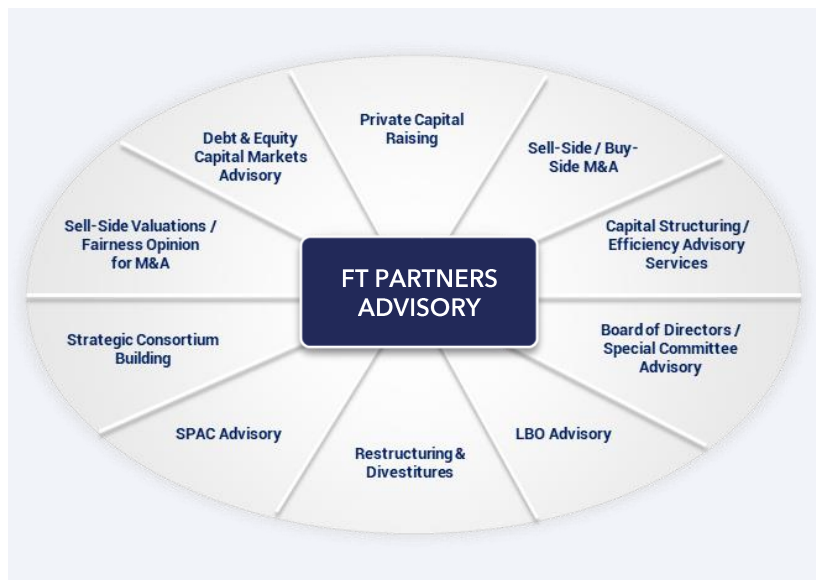 Private Capital
Raising
Sell-Side / Buy-
Side M&A
Capital Structuring /
Efficiency Advisory
Services
Board of Directors /
Special Committee
Advisory
LBO Advisory
Restructuring &
Divestitures
SPAC Advisory
Strategic Consortium
Building
Sell-Side Valuations /
Fairness Opinion
for M&A
Debt & Equity
Capital Markets
Advisory
FT PARTNERS
ADVISORY